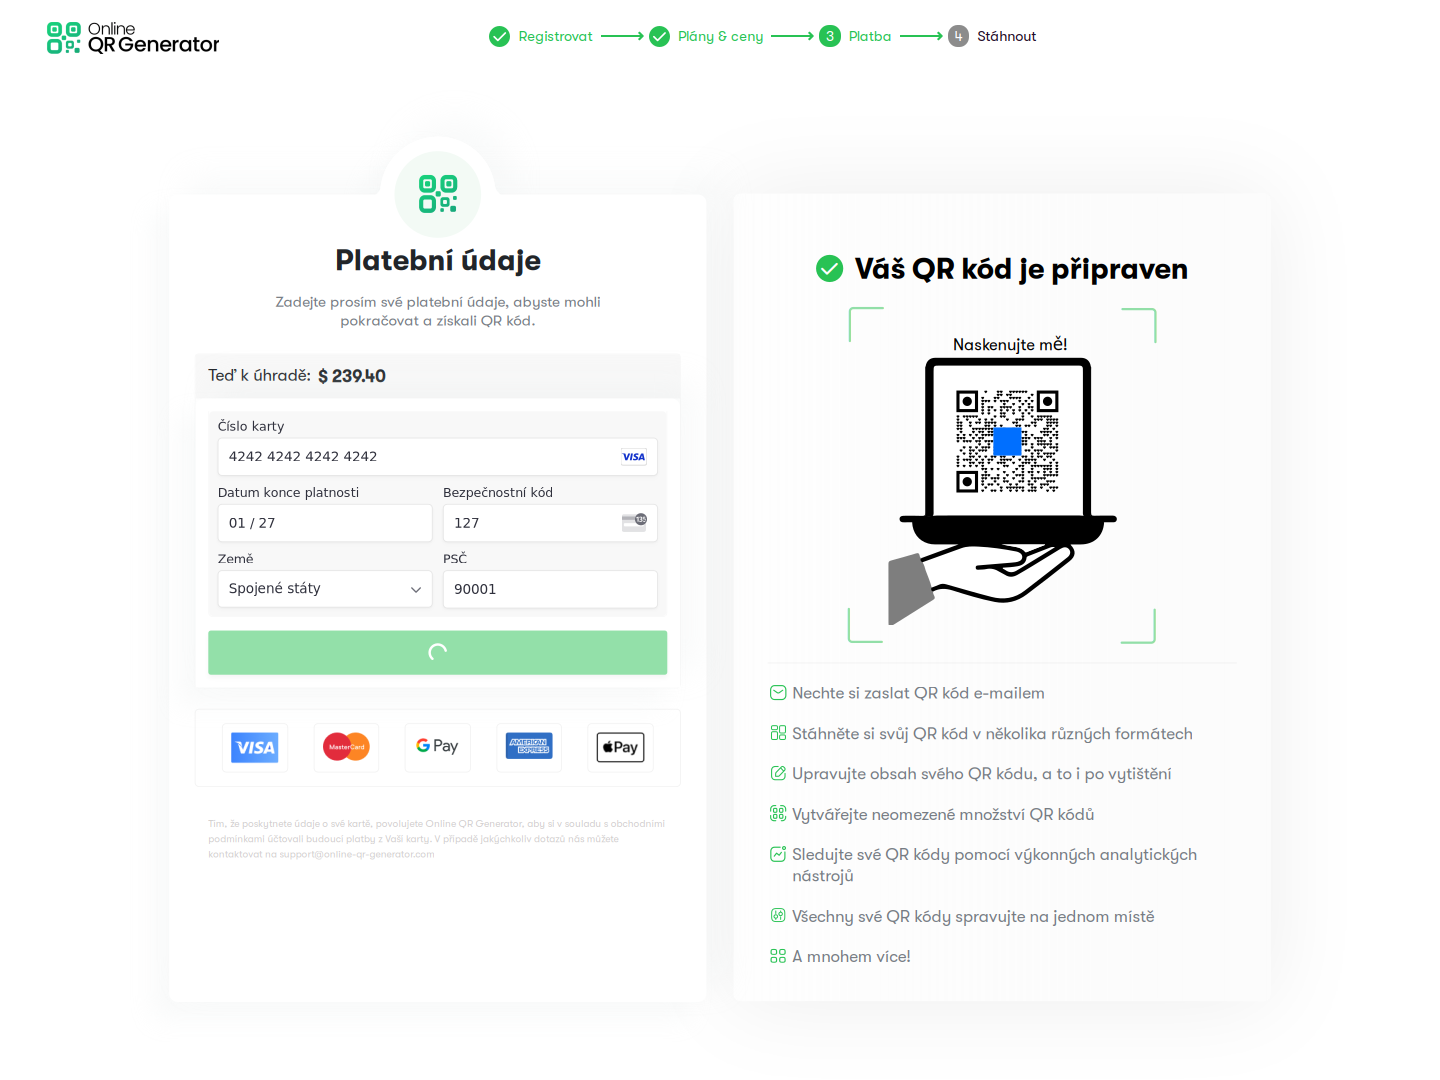 Online
QR Generator
Registrovat
Plány & ceny
3 Platba
4 Stáhnout
Platební údaje
Zadejte prosím své platební údaje, abyste mohli
pokračovat a získali QR kód.
Teď k úhradě: $ 239.40
Číslo karty
4242 4242 4242 4242 VISA
Datum konce platnosti Bezpečnostní kód
01 / 27 127 135
Země PSČ
Spojené státy 90001
VISA MasterCard G Pay AMERICAN EXPRESS Pay
Tím, že poskytnete údaje o své kartě, povolujete Online QR Generator, aby si v souladu s obchodními
podmínkami účtovali budoucí platby z Vaší karty. V případě jakýchkoliv dotazů nás můžete
kontaktovat na support@online-qr-generator.com
Váš QR kód je připraven
Naskenujte mě!
Nechte si zaslat QR kód e-mailem
Stáhněte si svůj QR kód v několika různých formátech
Upravujte obsah svého QR kódu, a to i po vytištění
Vytvářejte neomezené množství QR kódů
Sledujte své QR kódy pomocí výkonných analytických
nástrojů
Všechny své QR kódy spravujte na jednom místě
A mnohem více!